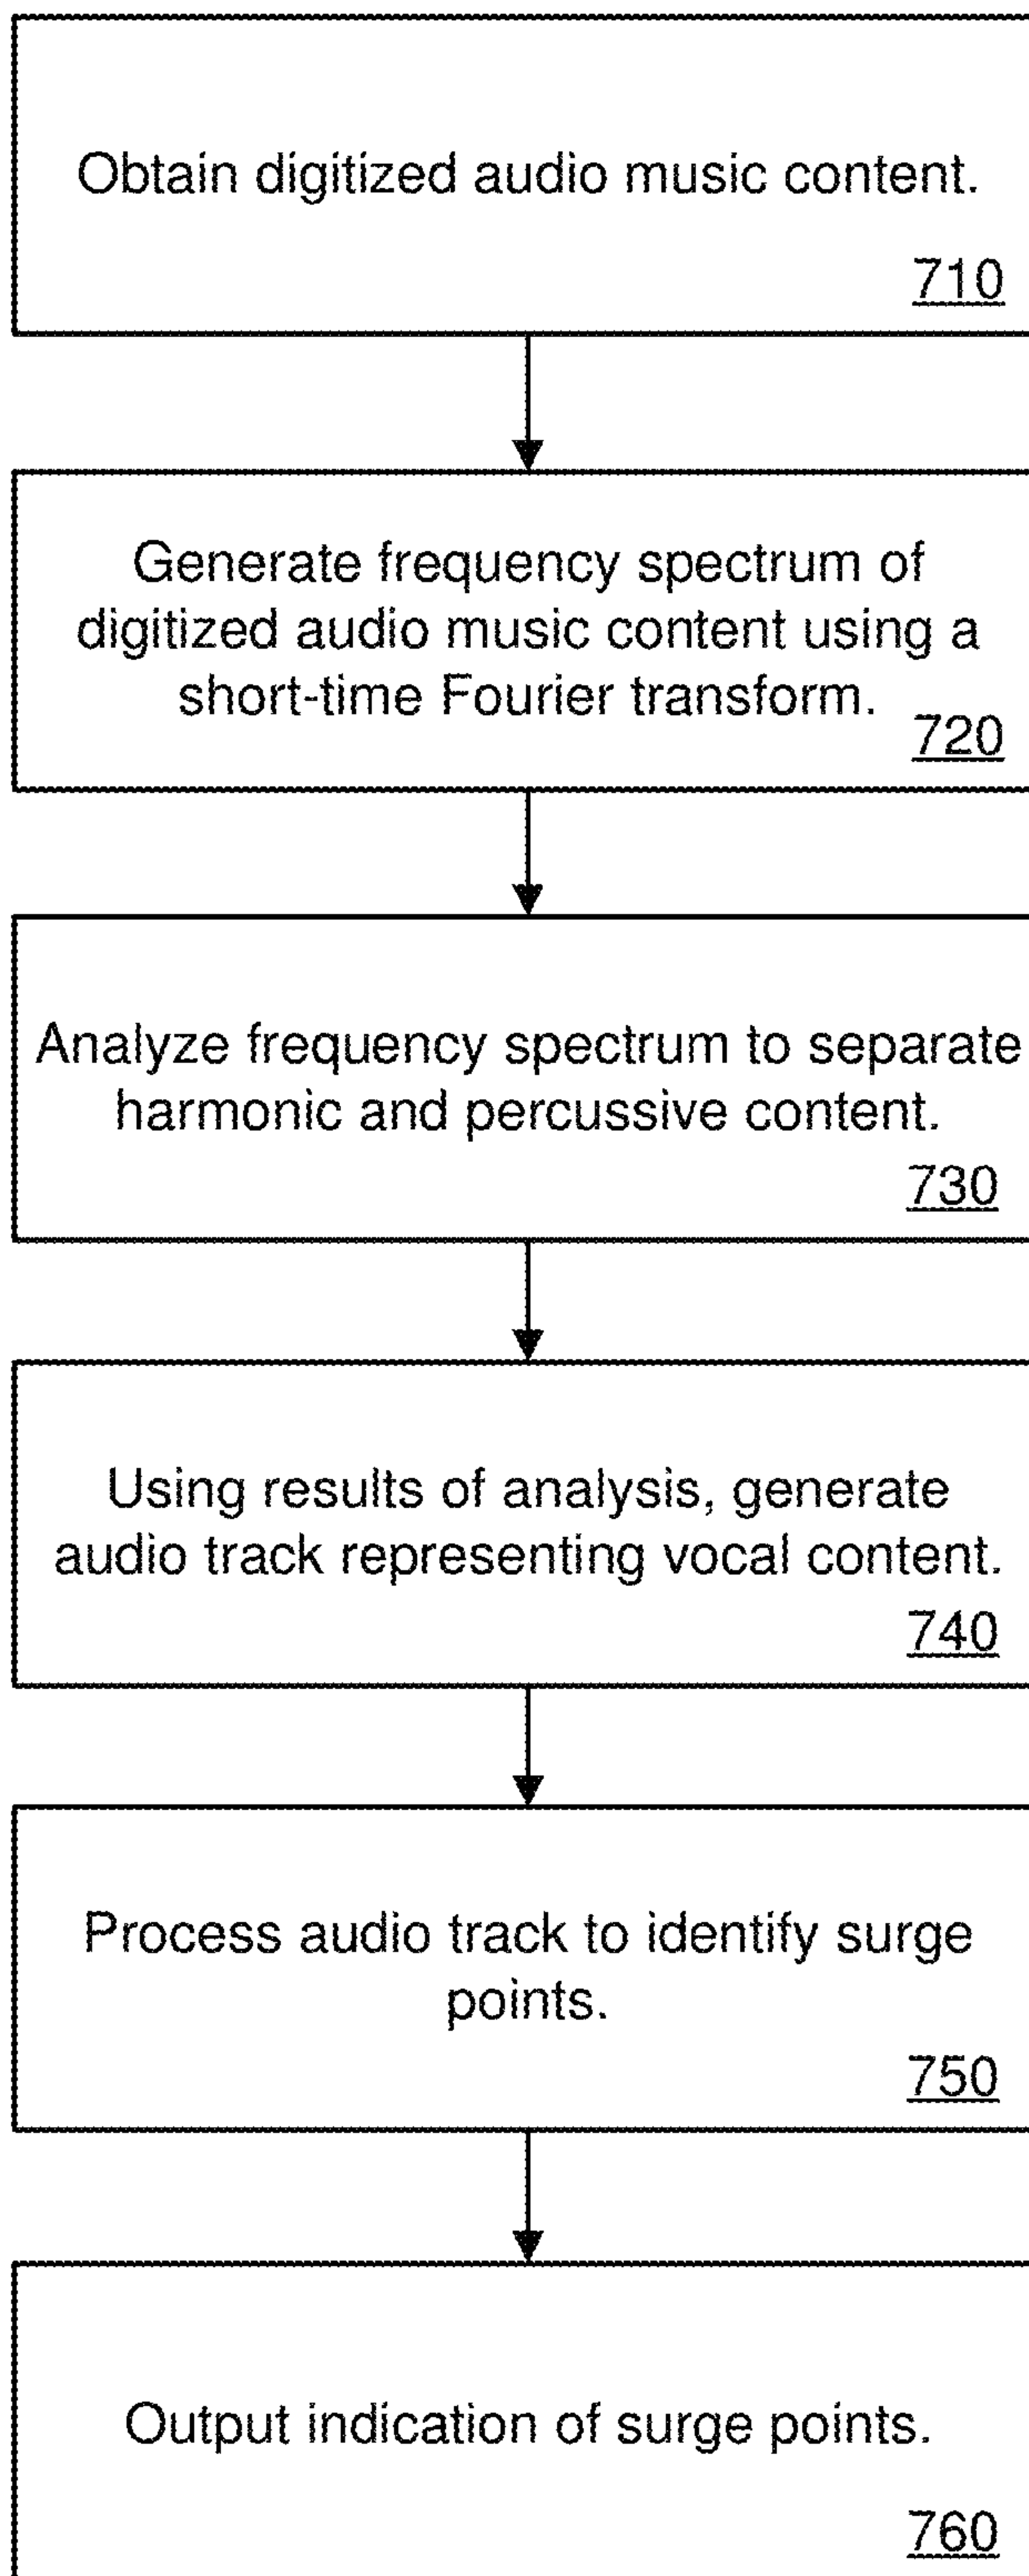 Obtain digitized audio music content.
710
Generate frequency spectrum of
digitized audio music content using a
short-time Fourier transform.
720
Analyze frequency spectrum to separate
harmonic and percussive content.
730
Using results of analysis, generate
audio track representing vocal content.
740
Process audio track to identify surge
points.
750
Output indication of surge points.
760